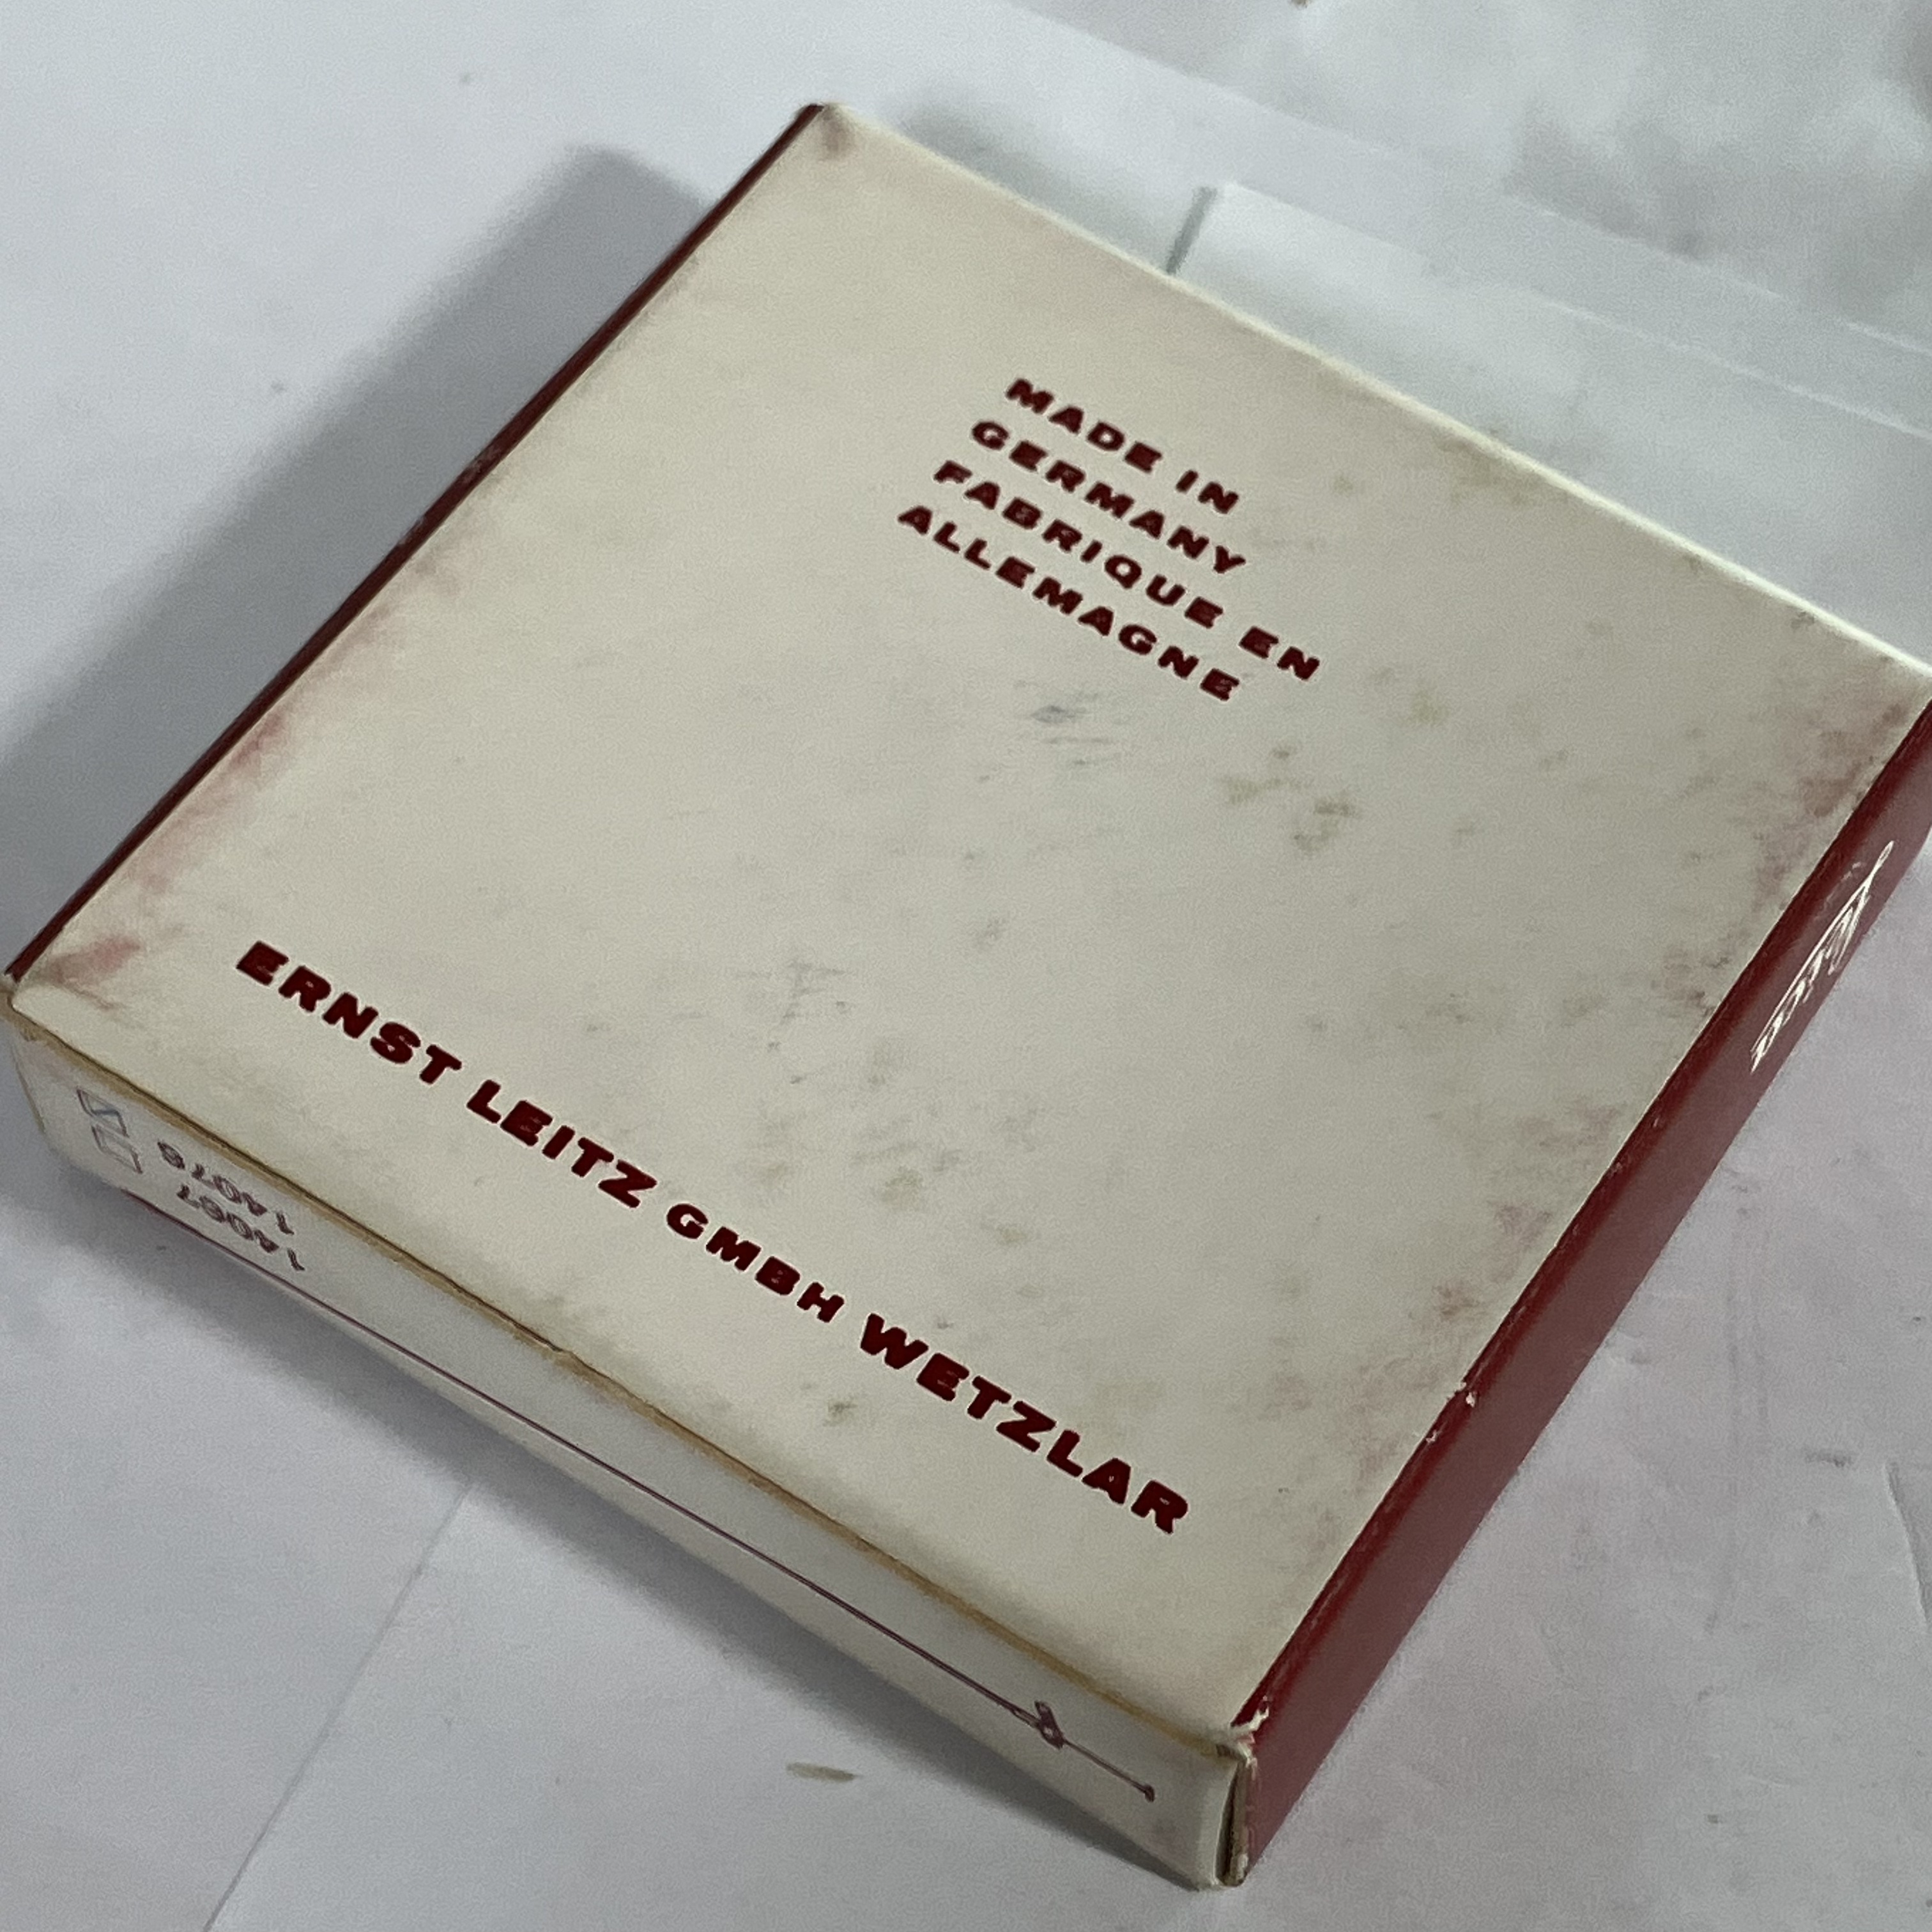 MADE IN
GERMANY
FABRIQUE EN
ALLEMAGNE
ERNST LEITZ GMBH WETZLAR
14067
14076